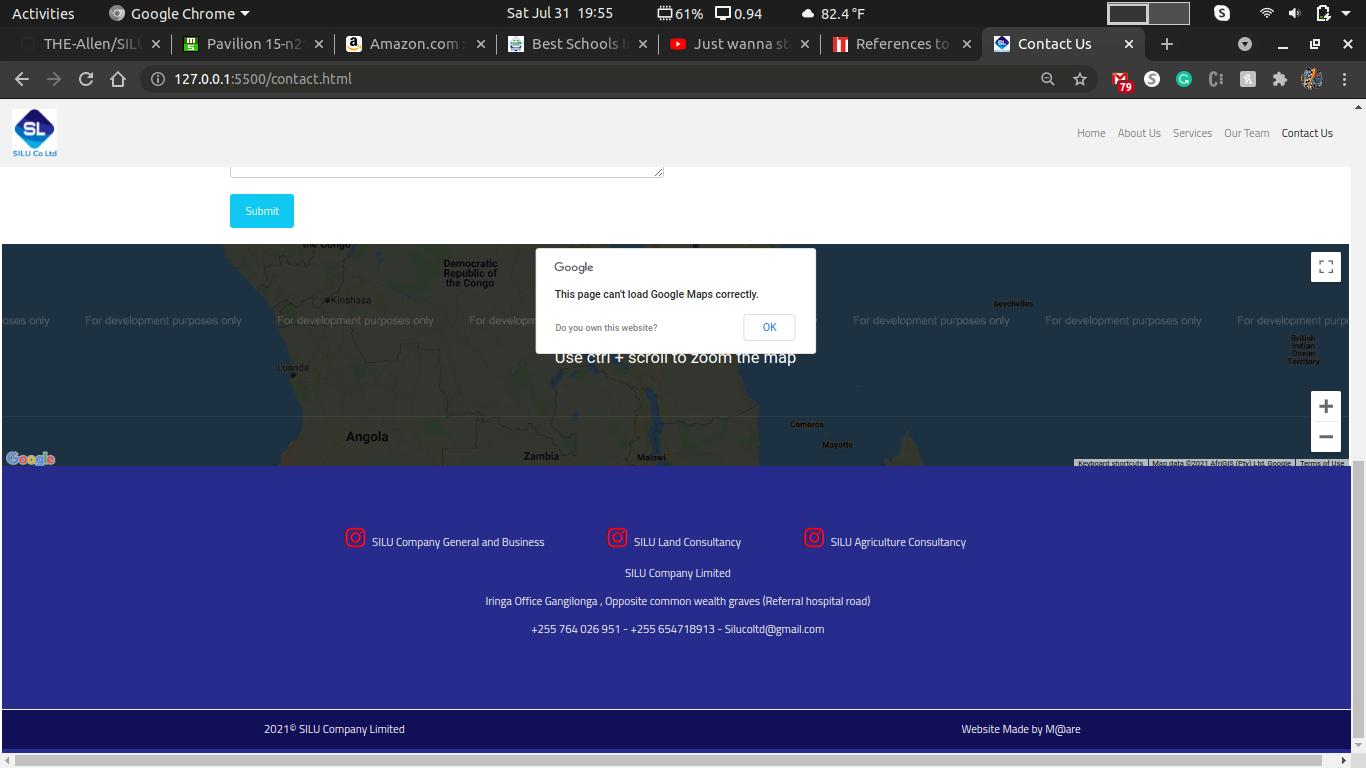 Activities Google Chrome Sat Jul 31 19:55 61% 0.94 82.4 °F
THE-Allen/SILU Pavilion 15-n2 Amazon.com : Best Schools I Just wanna st References to Contact Us
127.0.0.1:5500/contact.html 79
SL
SILU Co Ltd
Home About Us Services Our Team Contact Us
Submit
the Congo
Democratic
Republic of
the Congo
Kinshasa
Luanda
Angola
Zambia
Malawi
Seychelles
British
Indian
Ocean
Territory
Comoros
Mayotte
oses only For development purposes only For development purposes only For develop For development purposes only For development purposes only For development pu
Google
This page can't load Google Maps correctly.
Do you own this website? OK
Use ctrl + scroll to zoom the map
Google
Keyboard shortcuts Map data ©2021 AfriGIS (Pty) Ltd, Google Terms of Use
SILU Company General and Business SILU Land Consultancy SILU Agriculture Consultancy
SILU Company Limited
Iringa Office Gangilonga , Opposite common wealth graves (Referral hospital road)
+255 764 026 951 - +255 654718913 - Silucoltd@gmail.com
2021© SILU Company Limited Website Made by M@are